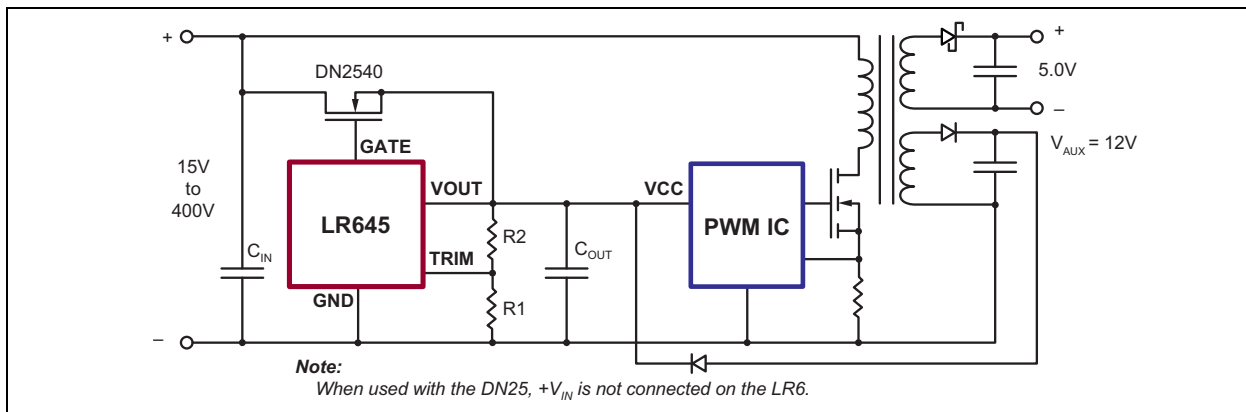 +
DN2540
GATE
15V
to
400V
VOUT
LR645
TRIM
GND
C_IN
R2
R1
C_OUT
VCC
PWM IC
+
5.0V
–
V_AUX = 12V
–
Note:
When used with the DN25, +V_IN is not connected on the LR6.